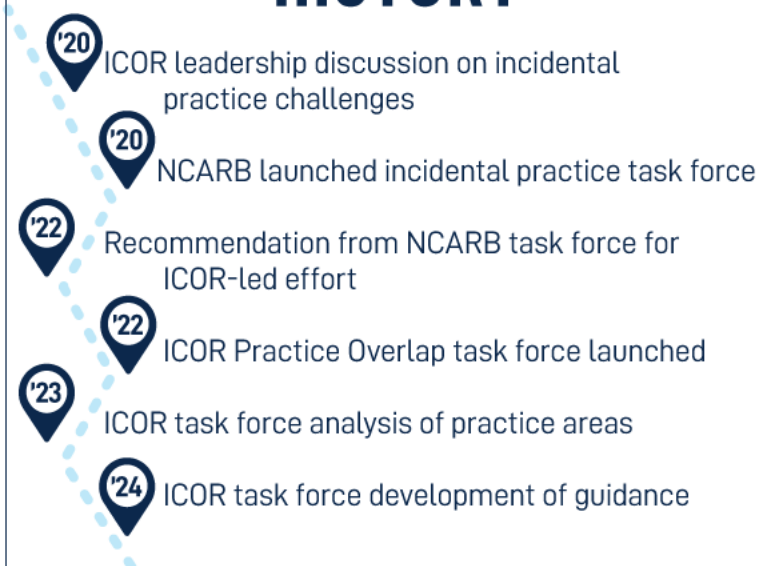 '20
ICOR leadership discussion on incidental
practice challenges
'20
NCARB launched incidental practice task force
'22
Recommendation from NCARB task force for
ICOR-led effort
'22
ICOR Practice Overlap task force launched
'23
ICOR task force analysis of practice areas
'24
ICOR task force development of guidance